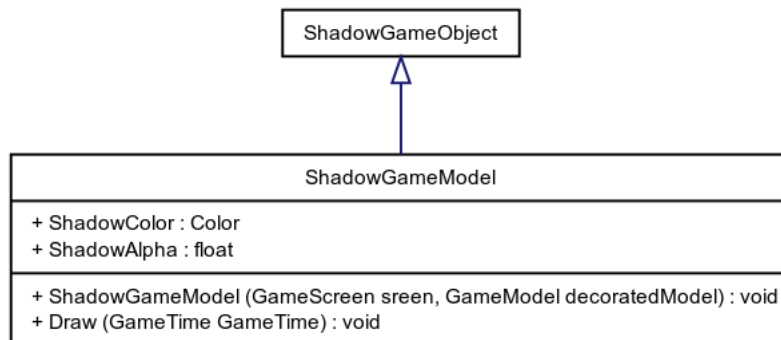 ShadowGameObject
ShadowGameModel
+ ShadowColor : Color
+ ShadowAlpha : float
+ ShadowGameModel (GameScreen sreen, GameModel decoratedModel) : void
+ Draw (GameTime GameTime) : void